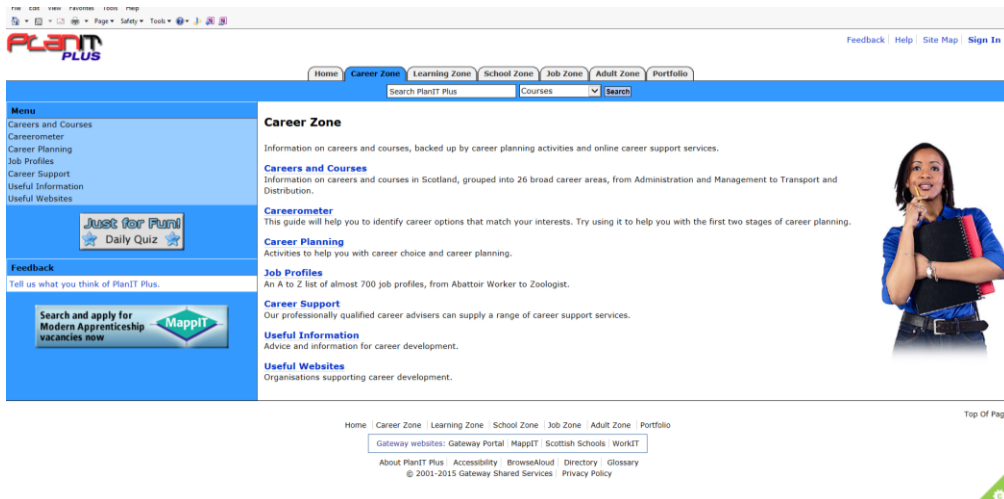 File Edit View Favorites Tools Help
Page Safety Tools
PLANIT
PLUS
Feedback Help Site Map Sign In
Home Career Zone Learning Zone School Zone Job Zone Adult Zone Portfolio
Search PlanIT Plus Courses Search
Menu
Careers and Courses
Careerometer
Career Planning
Job Profiles
Career Support
Useful Information
Useful Websites
Just for Fun!
Daily Quiz
Feedback
Tell us what you think of PlanIT Plus.
Search and apply for
Modern Apprenticeship
vacancies now
MappIT
Career Zone
Information on careers and courses, backed up by career planning activities and online career support services.
Careers and Courses
Information on careers and courses in Scotland, grouped into 26 broad career areas, from Administration and Management to Transport and
Distribution.
Careerometer
This guide will help you to identify career options that match your interests. Try using it to help you with the first two stages of career planning.
Career Planning
Activities to help you with career choice and career planning.
Job Profiles
An A to Z list of almost 700 job profiles, from Abattoir Worker to Zoologist.
Career Support
Our professionally qualified career advisers can supply a range of career support services.
Useful Information
Advice and information for career development.
Useful Websites
Organisations supporting career development.
Top Of Pag
Home Career Zone Learning Zone School Zone Job Zone Adult Zone Portfolio
Gateway websites: Gateway Portal MappIT Scottish Schools WorkIT
About PlanIT Plus Accessibility BrowseAloud Directory Glossary
© 2001-2015 Gateway Shared Services Privacy Policy